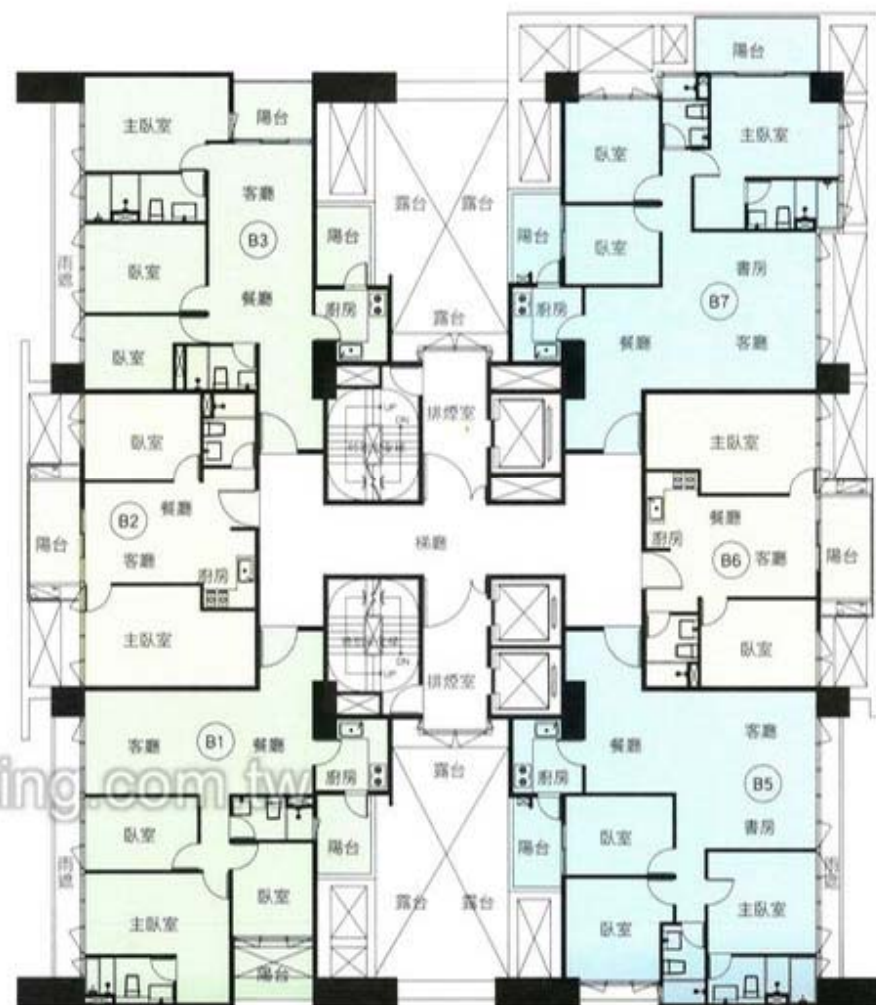 陽台
主臥室
陽台
臥室
主臥室
客廳
露台
露台
B3
陽台
陽台
臥室
書房
臥室
雨遮
餐廳
廚房
廚房
B7
露台
餐廳
客廳
臥室
排煙室
主臥室
UP
DN
臥室
餐廳
B2
餐廳
陽台
客廳
梯廳
廚房
B6
客廳
陽台
廚房
主臥室
臥室
DN
UP
排煙室
客廳
B1
餐廳
餐廳
客廳
露台
廚房
廚房
B5
ing.com.tw
臥室
陽台
陽台
臥室
書房
雨遮
雨遮
臥室
露台
露台
主臥室
主臥室
臥室
陽台